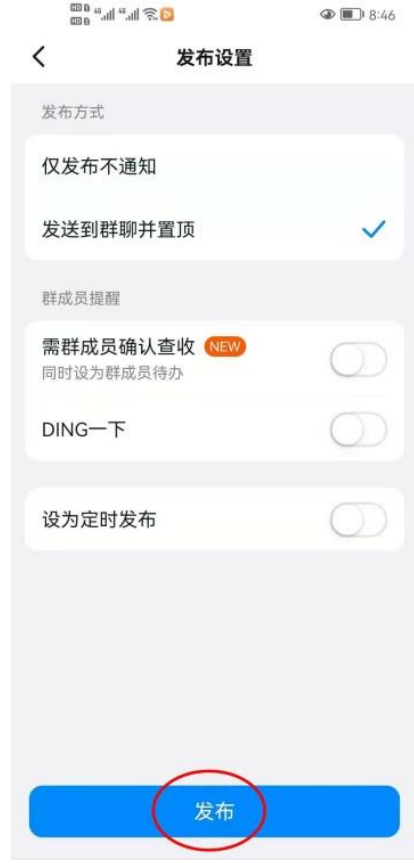 8:46
发布设置
发布方式
仅发布不通知
发送到群聊并置顶
群成员提醒
需群成员确认查收 NEW
同时设为群成员待办
DING一下
设为定时发布
发布